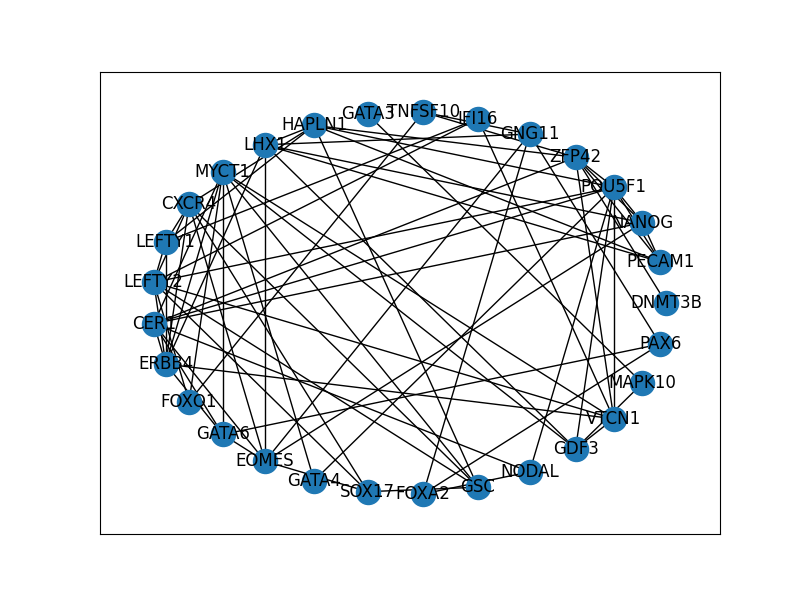 TNFSF10
GATA3
IFI16
HAPLN1
GNG11
LHX1
ZFP42
MYCT1
POU5F1
CXCR4
NANOG
LEFTY1
PECAM1
LEFTY2
DNMT3B
CER1
PAX6
ERBB4
MAPK10
FOXQ1
VTCN1
GATA6
GDF3
EOMES
NODAL
GATA4
GSC
SOX17
FOXA2